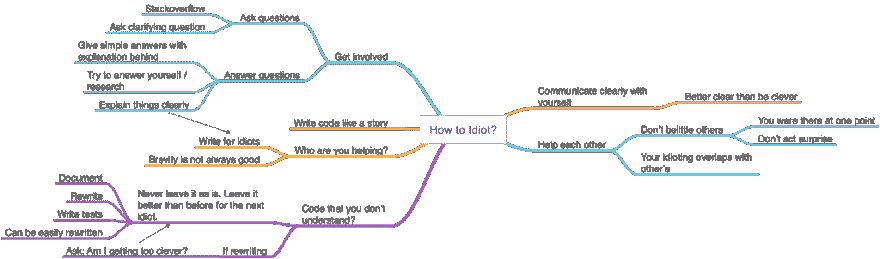 Stackoverflow
Ask questions
Ask clarifying question
Give simple answers with
explanation behind
Get involved
Try to answer yourself /
research
Answer questions
Explain things clearly
Write code like a story
Write for idiots
Who are you helping?
Brevity is not always good
How to Idiot?
Communicate clearly with
yourself
Better clear than be clever
Help each other
Don't belittle others
You were there at one point
Don't act surprise
Your idioting overlaps with
other's
Document
Rewrite
Write tests
Can be easily rewritten
Never leave it as is. Leave it
better than before for the next
idiot.
Code that you don't
understand?
Ask: Am I getting too clever?
If rewriting